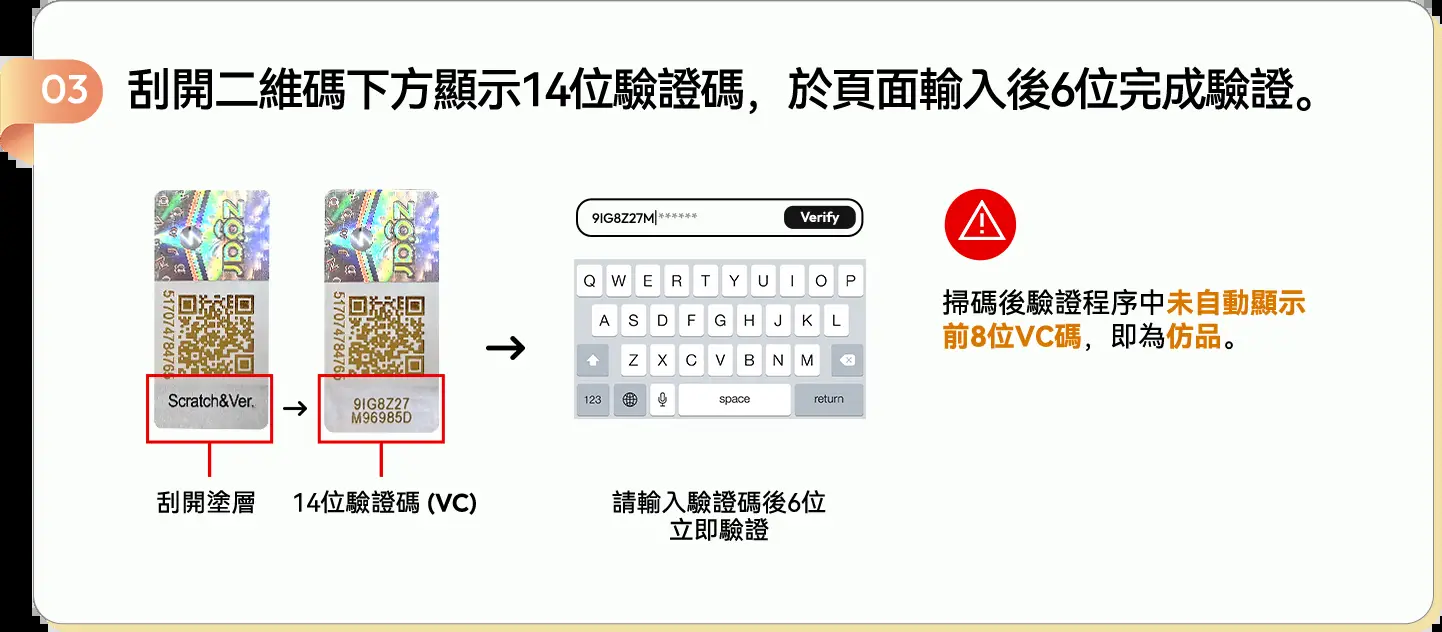 03
刮開二維碼下方顯示14位驗證碼，於頁面輸入後6位完成驗證。
51707478476
51707478476
Scratch&Ver.
9IG8Z27
M96985D
刮開塗層
14位驗證碼 (VC)
9IG8Z27M|******
Verify
Q W E R T Y U I O P
A S D F G H J K L
Z X C V B N M
123
space
return
請輸入驗證碼後6位
立即驗證
掃碼後驗證程序中未自動顯示
前8位VC碼，即為仿品。